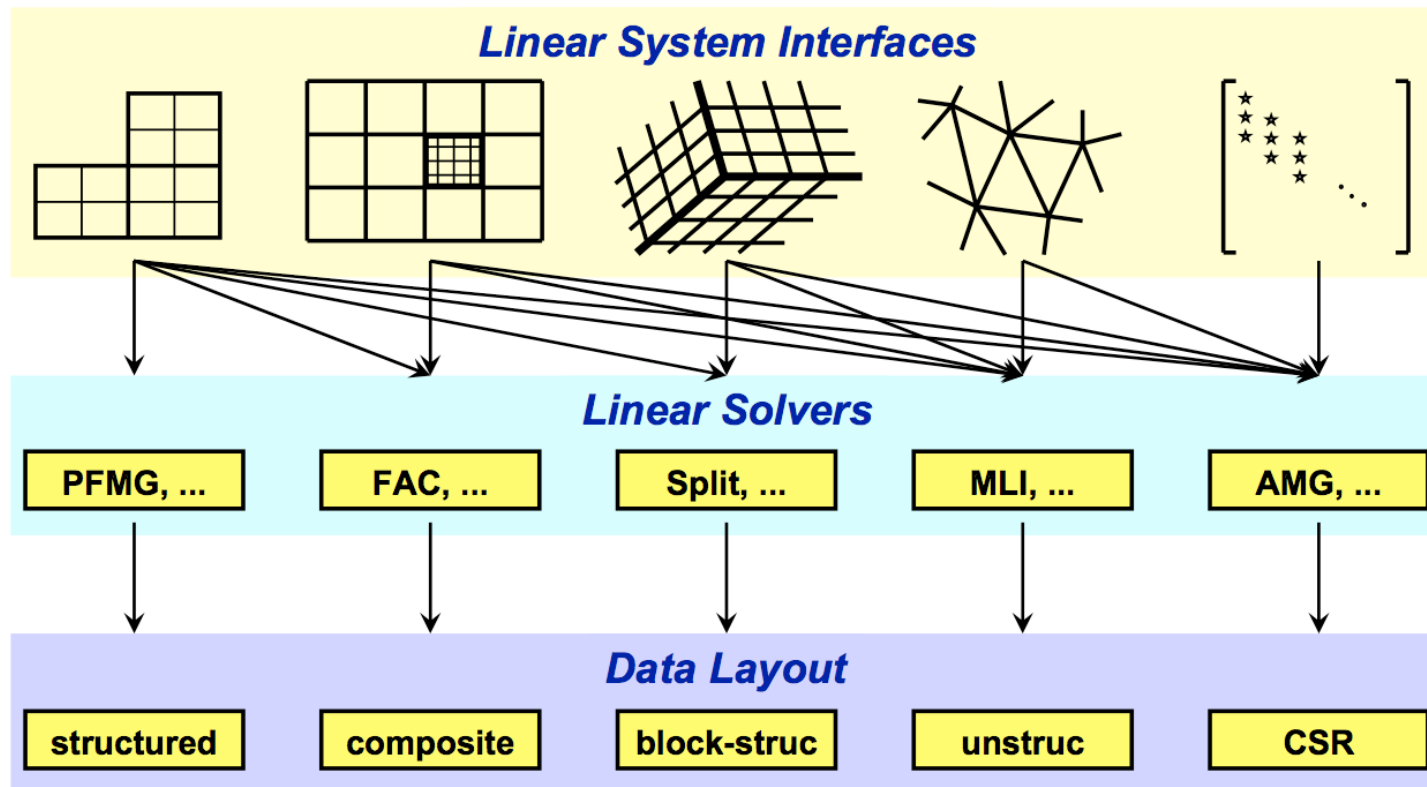 Linear System Interfaces
Linear Solvers
PFMG, ...
FAC, ...
Split, ...
MLI, ...
AMG, ...
Data Layout
structured
composite
block-struc
unstruc
CSR